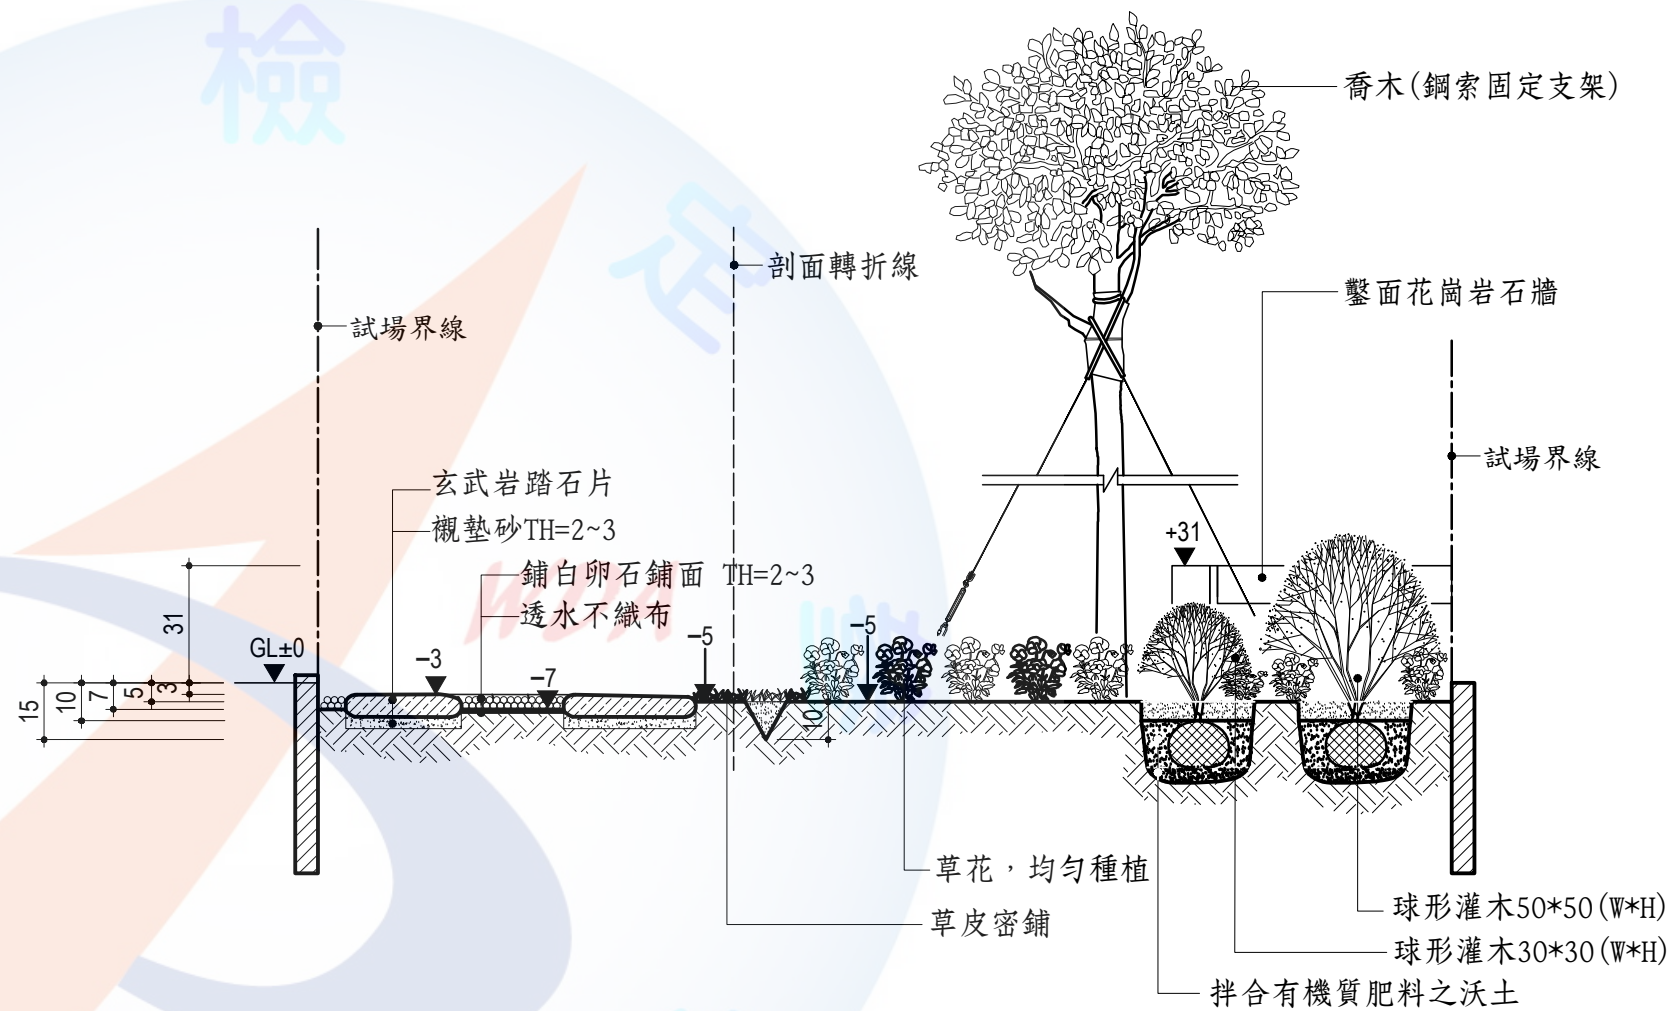 檢
定
喬木(鋼索固定支架)
剖面轉折線
鑿面花崗岩石牆
試場界線
試場界線
玄武岩踏石片
襯墊砂TH=2~3
+31
鋪白卵石鋪面 TH=2~3
透水不織布
WDA
31
GL±0
-3
-7
-5
-5
15
10
7
5
3
10
草花，均勻種植
草皮密鋪
球形灌木50*50(W*H)
球形灌木30*30(W*H)
拌合有機質肥料之沃土